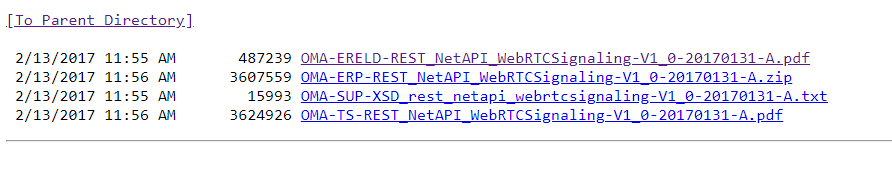 [To Parent Directory]
2/13/2017 11:55 AM 487239 OMA-ERELD-REST_NetAPI_WebRTCSignaling-V1_0-20170131-A.pdf
2/13/2017 11:56 AM 3607559 OMA-ERP-REST_NetAPI_WebRTCSignaling-V1_0-20170131-A.zip
2/13/2017 11:55 AM 15993 OMA-SUP-XSD_rest_netapi_webrtcsignaling-V1_0-20170131-A.txt
2/13/2017 11:56 AM 3624926 OMA-TS-REST_NetAPI_WebRTCSignaling-V1_0-20170131-A.pdf